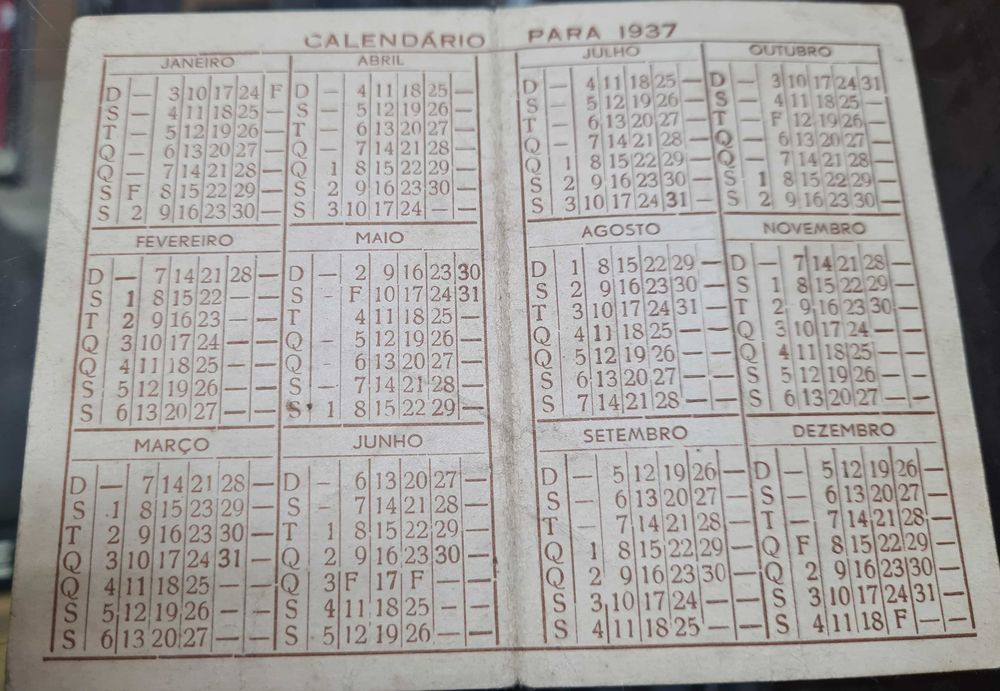 CALENDÁRIO PARA 1937
JANEIRO
D — 3 10 17 24 F
S — 4 11 18 25 —
T — 5 12 19 26 —
Q — 6 13 20 27 —
Q — 7 14 21 28 —
S F 8 15 22 29 —
S 2 9 16 23 30 —
FEVEREIRO
D — 7 14 21 28 —
S 1 8 15 22 — —
T 2 9 16 23 — —
Q 3 10 17 24 — —
Q 4 11 18 25 — —
S 5 12 19 26 — —
S 6 13 20 27 — —
MARÇO
D — 7 14 21 28 —
S 1 8 15 23 29 —
T 2 9 16 23 30 —
Q 3 10 17 24 31 —
Q 4 11 18 25 — —
S 5 12 19 26 — —
S 6 13 20 27 — —
ABRIL
D — 4 11 18 25 —
S — 5 12 19 26 —
T — 6 13 20 27 —
Q — 7 14 21 28 —
Q 1 8 15 22 29 —
S 2 9 16 23 30 —
S 3 10 17 24 — —
MAIO
D — 2 9 16 23 30
S - F 10 17 24 31
T — 4 11 18 25 —
Q - 5 12 19 26 —
Q - 6 13 20 27 —
S - 7 14 21 28 —
S 1 8 15 22 29 —
JUNHO
D — 6 13 20 27 —
S — 7 14 21 28 —
T 1 8 15 22 29 —
Q 2 9 16 23 30 —
Q 3 F 17 F — —
S 4 11 18 25 — —
S 5 12 19 26 — —
JULHO
D — 4 11 18 25 —
S — 5 12 19 26 —
T — 6 13 20 27 —
Q — 7 14 21 28 —
Q 1 8 15 22 29 —
S 2 9 16 23 30 —
S 3 10 17 24 31 —
AGOSTO
D 1 8 15 22 29 —
S 2 9 16 23 30 —
T 3 10 17 24 31 —
Q 4 11 18 25 — —
Q 5 12 19 26 — —
S 6 13 20 27 — —
S 7 14 21 28 — —
SETEMBRO
D — 5 12 19 26 —
S — 6 13 20 27 —
T — 7 14 21 28 —
Q 1 8 15 22 29 —
Q 2 9 16 23 30 —
S 3 10 17 24 — —
S 4 11 18 25 — —
OUTUBRO
D — 3 10 17 24 31
S — 4 11 18 25 —
T — F 12 19 26 —
Q — 6 13 20 27 —
Q — 7 14 21 28 —
S 1 8 15 22 29 —
S 2 9 16 23 30 —
NOVEMBRO
D — 7 14 21 28 —
S 1 8 15 22 29 —
T 2 9 16 23 30 —
Q 3 10 17 24 — —
Q 4 11 18 25 — —
S 5 12 19 26 — —
S 6 13 20 27 — —
DEZEMBRO
D — 5 12 19 26 —
S — 6 13 20 27 —
T — 7 14 21 28 —
Q F 8 15 22 29 —
Q 2 9 16 23 30 —
S 3 10 17 24 31 —
S 4 11 18 F — —